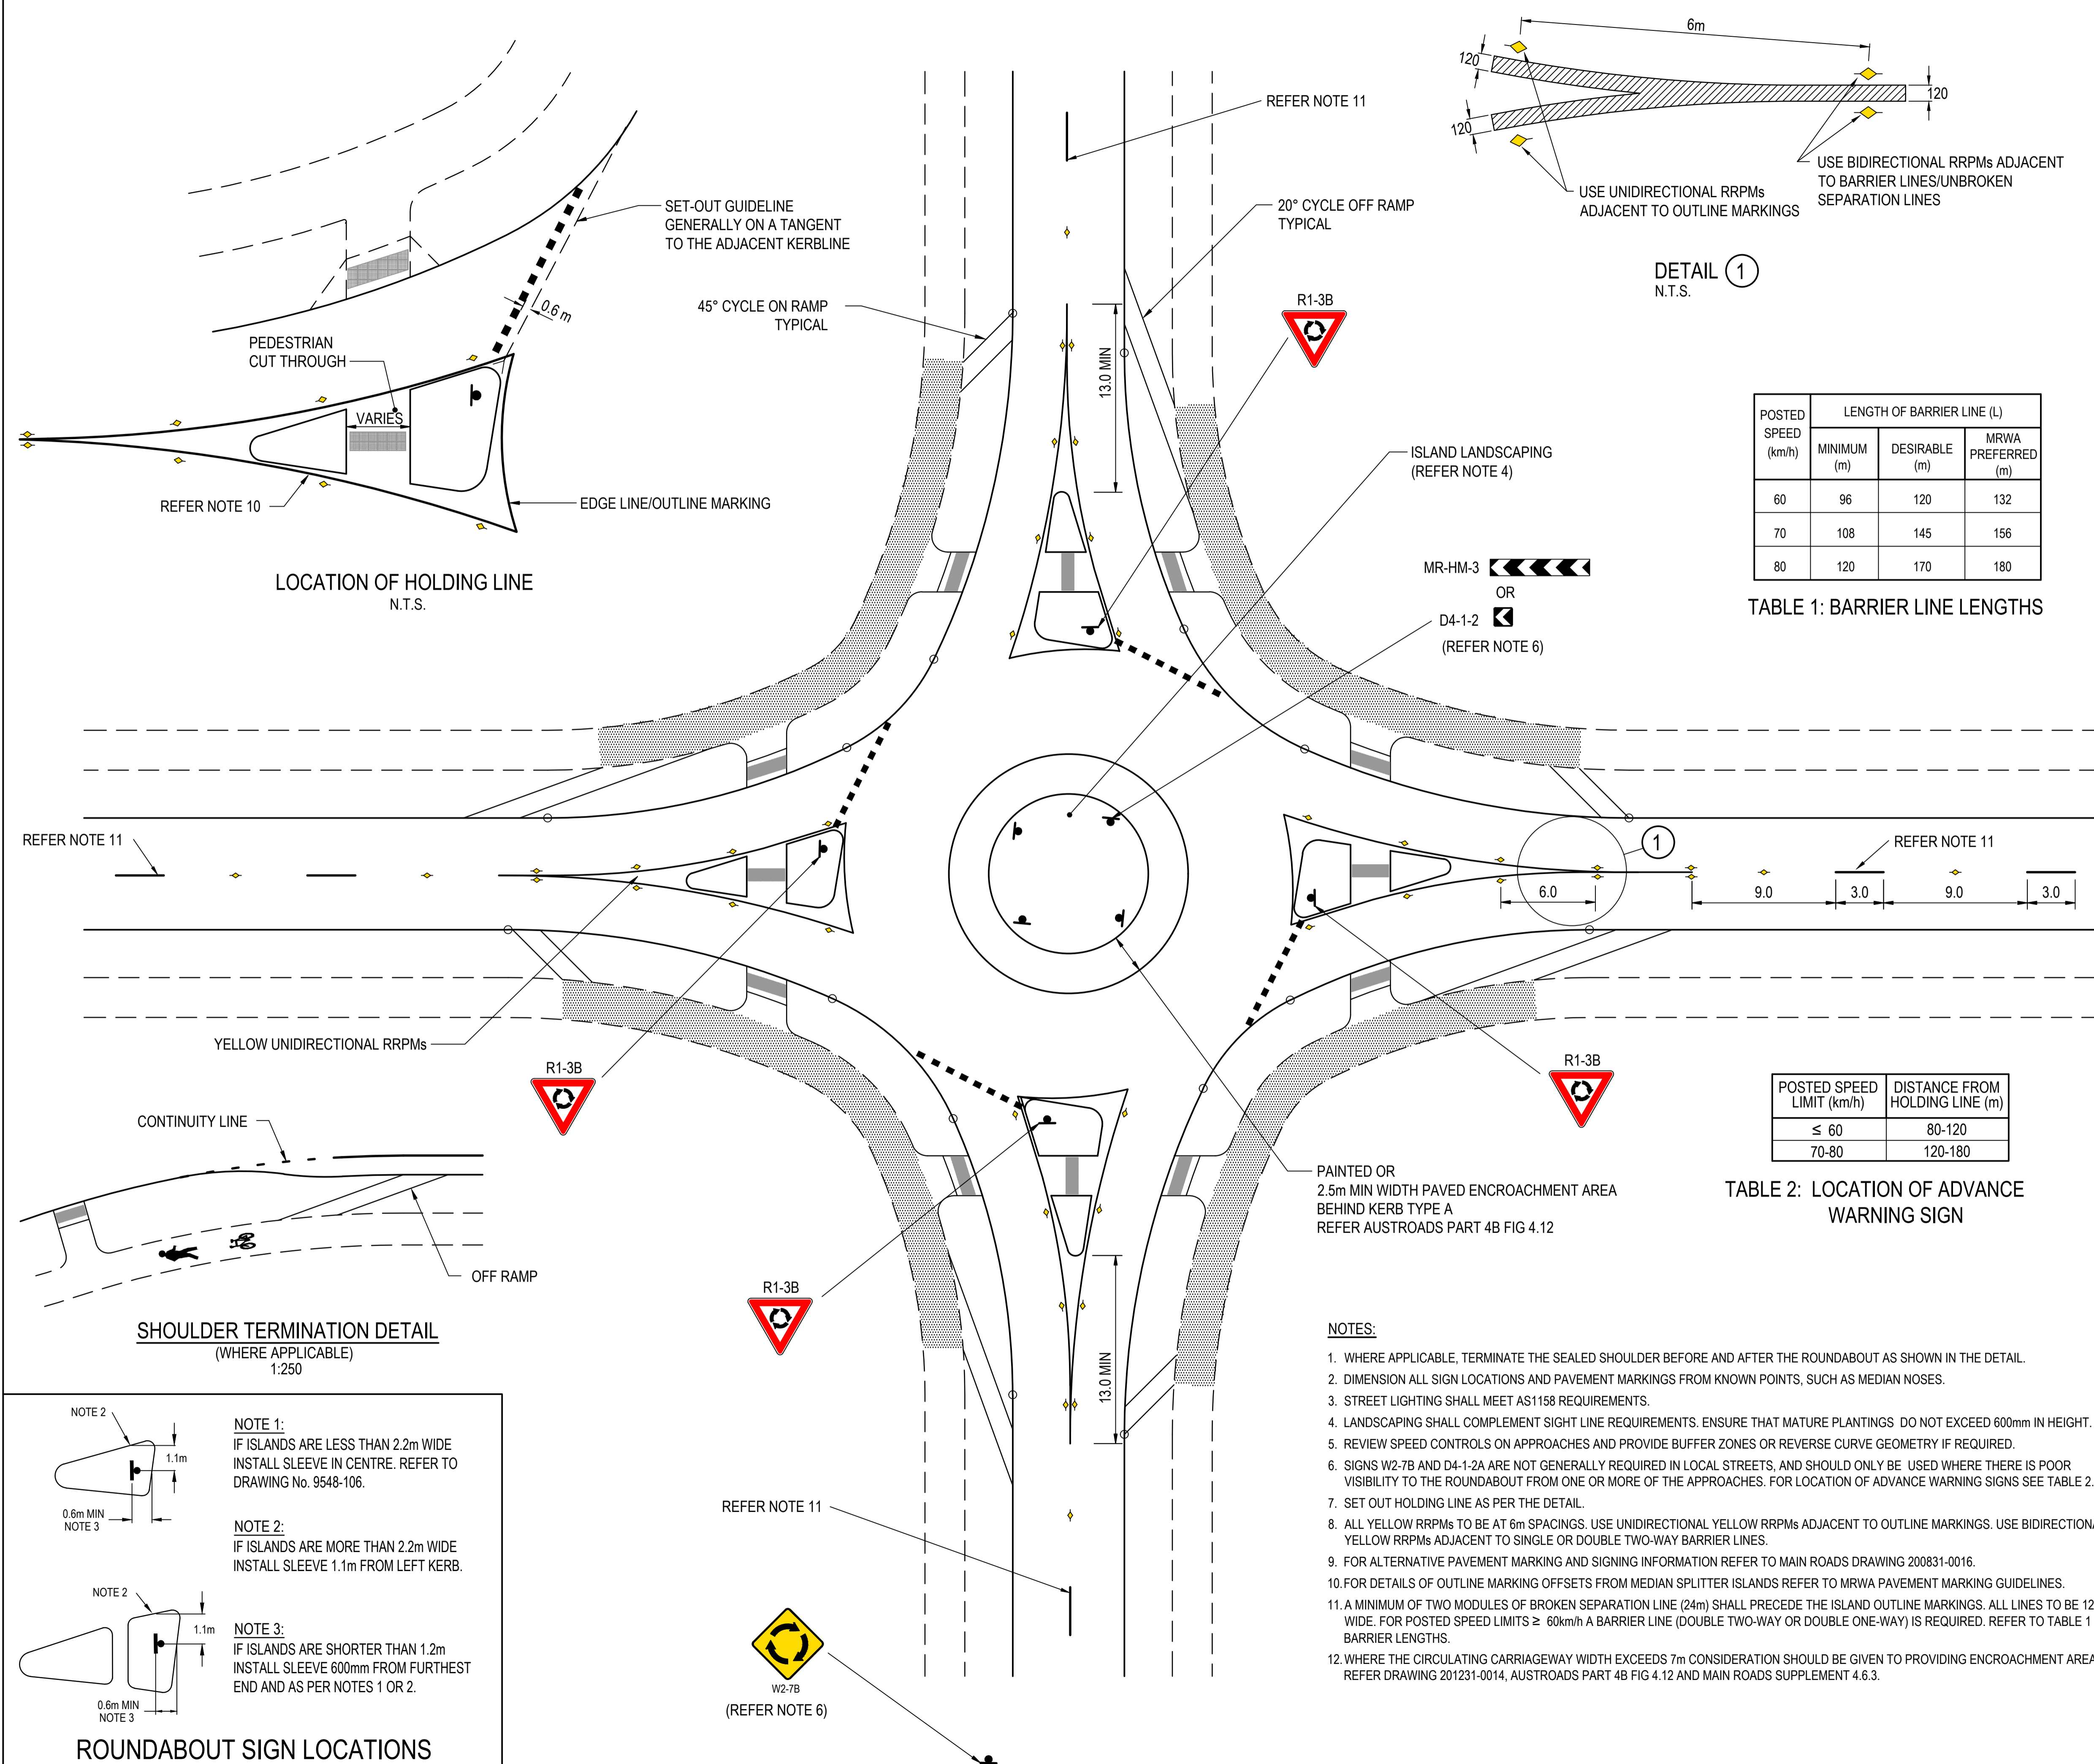 6m
120
120
120
USE BIDIRECTIONAL RRPMs ADJACENT
TO BARRIER LINES/UNBROKEN
SEPARATION LINES
USE UNIDIRECTIONAL RRPMs
ADJACENT TO OUTLINE MARKINGS
DETAIL 1
N.T.S.
REFER NOTE 11
SET-OUT GUIDELINE
GENERALLY ON A TANGENT
TO THE ADJACENT KERBLINE
20° CYCLE OFF RAMP
TYPICAL
45° CYCLE ON RAMP
TYPICAL
0.6 m
PEDESTRIAN
CUT THROUGH
VARIES
REFER NOTE 10
EDGE LINE/OUTLINE MARKING
LOCATION OF HOLDING LINE
N.T.S.
R1-3B
13.0 MIN
ISLAND LANDSCAPING
(REFER NOTE 4)
MR-HM-3
OR
D4-1-2
(REFER NOTE 6)
POSTED
SPEED
(km/h)
LENGTH OF BARRIER LINE (L)
MINIMUM
(m)
DESIRABLE
(m)
MRWA
PREFERRED
(m)
60 96 120 132
70 108 145 156
80 120 170 180
TABLE 1: BARRIER LINE LENGTHS
REFER NOTE 11
1
REFER NOTE 11
6.0
9.0
3.0
9.0
3.0
YELLOW UNIDIRECTIONAL RRPMs
R1-3B
R1-3B
CONTINUITY LINE
OFF RAMP
SHOULDER TERMINATION DETAIL
(WHERE APPLICABLE)
1:250
POSTED SPEED
LIMIT (km/h)
DISTANCE FROM
HOLDING LINE (m)
≤ 60 80-120
70-80 120-180
TABLE 2: LOCATION OF ADVANCE
WARNING SIGN
PAINTED OR
2.5m MIN WIDTH PAVED ENCROACHMENT AREA
BEHIND KERB TYPE A
REFER AUSTROADS PART 4B FIG 4.12
R1-3B
13.0 MIN
REFER NOTE 11
W2-7B
(REFER NOTE 6)
NOTE 2
1.1m
0.6m MIN
NOTE 3
NOTE 1:
IF ISLANDS ARE LESS THAN 2.2m WIDE
INSTALL SLEEVE IN CENTRE. REFER TO
DRAWING No. 9548-106.
NOTE 2:
IF ISLANDS ARE MORE THAN 2.2m WIDE
INSTALL SLEEVE 1.1m FROM LEFT KERB.
NOTE 2
1.1m
0.6m MIN
NOTE 3
NOTE 3:
IF ISLANDS ARE SHORTER THAN 1.2m
INSTALL SLEEVE 600mm FROM FURTHEST
END AND AS PER NOTES 1 OR 2.
ROUNDABOUT SIGN LOCATIONS
NOTES:
1. WHERE APPLICABLE, TERMINATE THE SEALED SHOULDER BEFORE AND AFTER THE ROUNDABOUT AS SHOWN IN THE DETAIL.
2. DIMENSION ALL SIGN LOCATIONS AND PAVEMENT MARKINGS FROM KNOWN POINTS, SUCH AS MEDIAN NOSES.
3. STREET LIGHTING SHALL MEET AS1158 REQUIREMENTS.
4. LANDSCAPING SHALL COMPLEMENT SIGHT LINE REQUIREMENTS. ENSURE THAT MATURE PLANTINGS DO NOT EXCEED 600mm IN HEIGHT.
5. REVIEW SPEED CONTROLS ON APPROACHES AND PROVIDE BUFFER ZONES OR REVERSE CURVE GEOMETRY IF REQUIRED.
6. SIGNS W2-7B AND D4-1-2A ARE NOT GENERALLY REQUIRED IN LOCAL STREETS, AND SHOULD ONLY BE USED WHERE THERE IS POOR
VISIBILITY TO THE ROUNDABOUT FROM ONE OR MORE OF THE APPROACHES. FOR LOCATION OF ADVANCE WARNING SIGNS SEE TABLE 2.
7. SET OUT HOLDING LINE AS PER THE DETAIL.
8. ALL YELLOW RRPMs TO BE AT 6m SPACINGS. USE UNIDIRECTIONAL YELLOW RRPMs ADJACENT TO OUTLINE MARKINGS. USE BIDIRECTIONA
YELLOW RRPMs ADJACENT TO SINGLE OR DOUBLE TWO-WAY BARRIER LINES.
9. FOR ALTERNATIVE PAVEMENT MARKING AND SIGNING INFORMATION REFER TO MAIN ROADS DRAWING 200831-0016.
10. FOR DETAILS OF OUTLINE MARKING OFFSETS FROM MEDIAN SPLITTER ISLANDS REFER TO MRWA PAVEMENT MARKING GUIDELINES.
11. A MINIMUM OF TWO MODULES OF BROKEN SEPARATION LINE (24m) SHALL PRECEDE THE ISLAND OUTLINE MARKINGS. ALL LINES TO BE 12
WIDE. FOR POSTED SPEED LIMITS ≥ 60km/h A BARRIER LINE (DOUBLE TWO-WAY OR DOUBLE ONE-WAY) IS REQUIRED. REFER TO TABLE 1
BARRIER LENGTHS.
12. WHERE THE CIRCULATING CARRIAGEWAY WIDTH EXCEEDS 7m CONSIDERATION SHOULD BE GIVEN TO PROVIDING ENCROACHMENT AREA
REFER DRAWING 201231-0014, AUSTROADS PART 4B FIG 4.12 AND MAIN ROADS SUPPLEMENT 4.6.3.